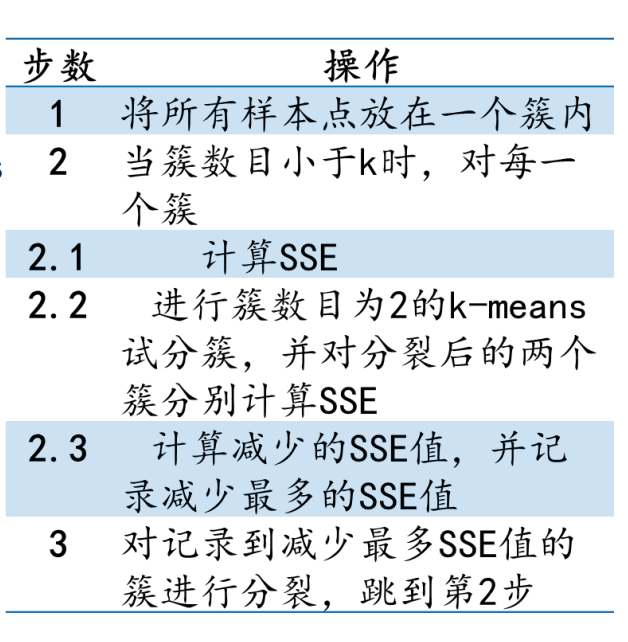 步数 操作
1 将所有样本点放在一个簇内
2 当簇数目小于k时，对每一
个簇
2.1 计算SSE
2.2 进行簇数目为2的k-means
试分簇，并对分裂后的两个
簇分别计算SSE
2.3 计算减少的SSE值，并记
录减少最多的SSE值
3 对记录到减少最多SSE值的
簇进行分裂，跳到第2步